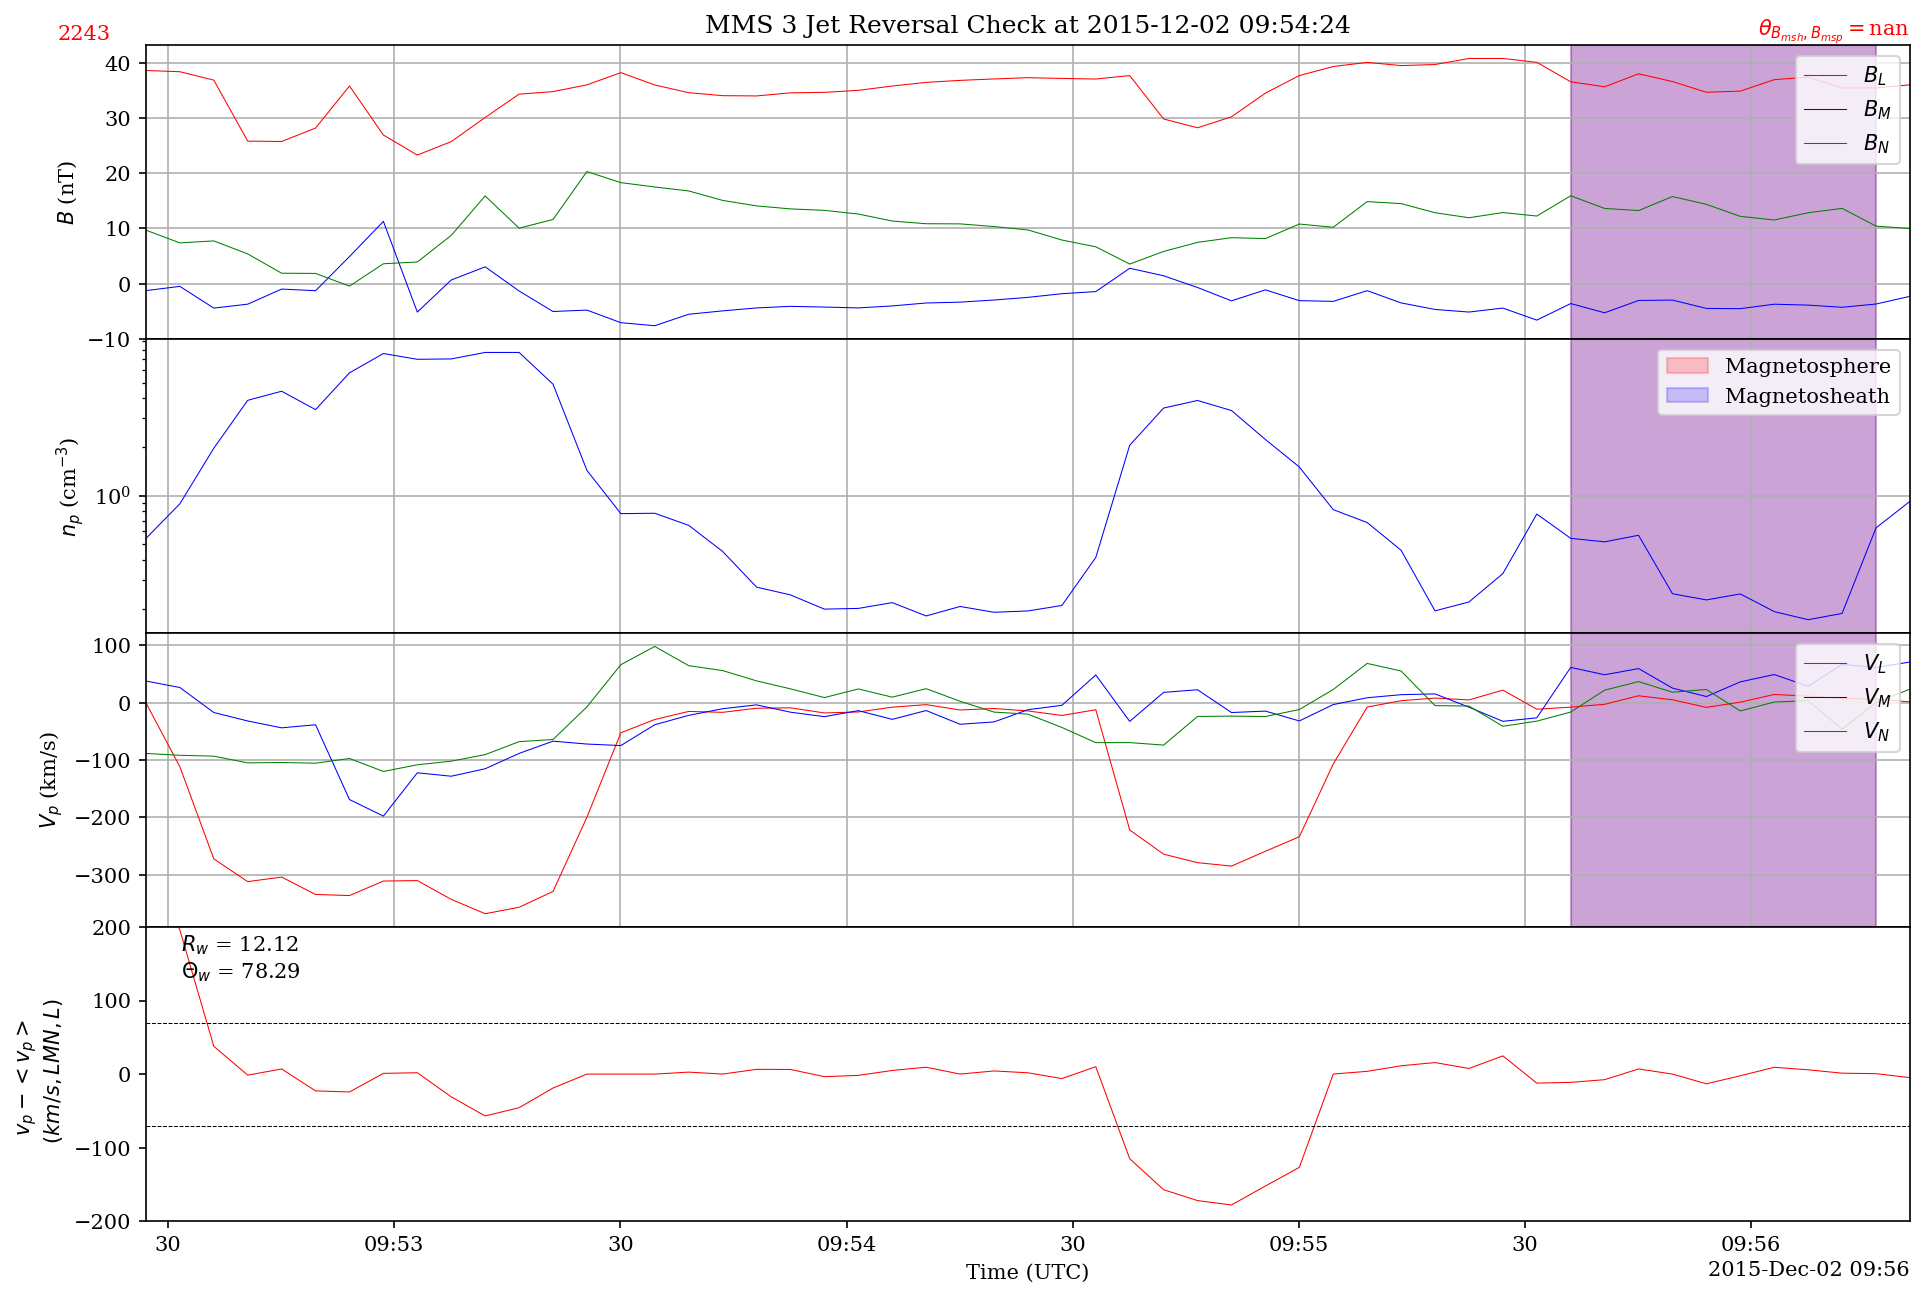 2243
MMS 3 Jet Reversal Check at 2015-12-02 09:54:24
θ_{B_{msh}, B_{msp}} = nan
B (nT)
40
30
20
10
0
−10
B_L
B_M
B_N
n_p (cm^{−3})
10^0
Magnetosphere
Magnetosheath
V_p (km/s)
100
0
−100
−200
−300
V_L
V_M
V_N
v_p − < v_p >
(km/s, LMN, L)
200
100
0
−100
−200
R_w = 12.12
Θ_w = 78.29
30
09:53
30
09:54
30
09:55
30
09:56
Time (UTC)
2015-Dec-02 09:56